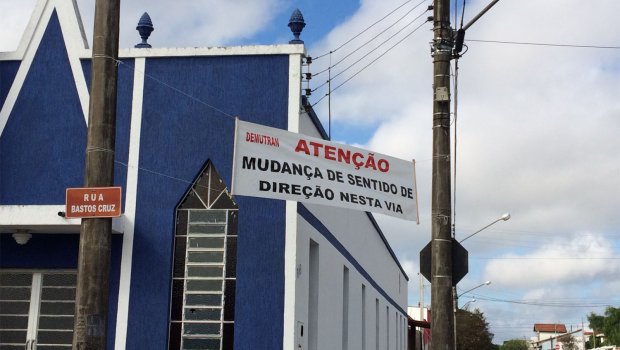 DEMUTRAN
ATENÇÃO
MUDANÇA DE SENTIDO DE
DIREÇÃO NESTA VIA
RUA
BASTOS CRUZ